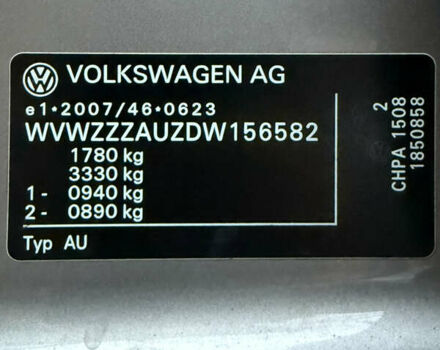 VOLKSWAGEN AG
e1*2007/46*0623
WVWZZZAUZDW156582
1780 kg
3330 kg
1- 0940 kg
2- 0890 kg
Typ AU
2
CHPA 1508
1850858